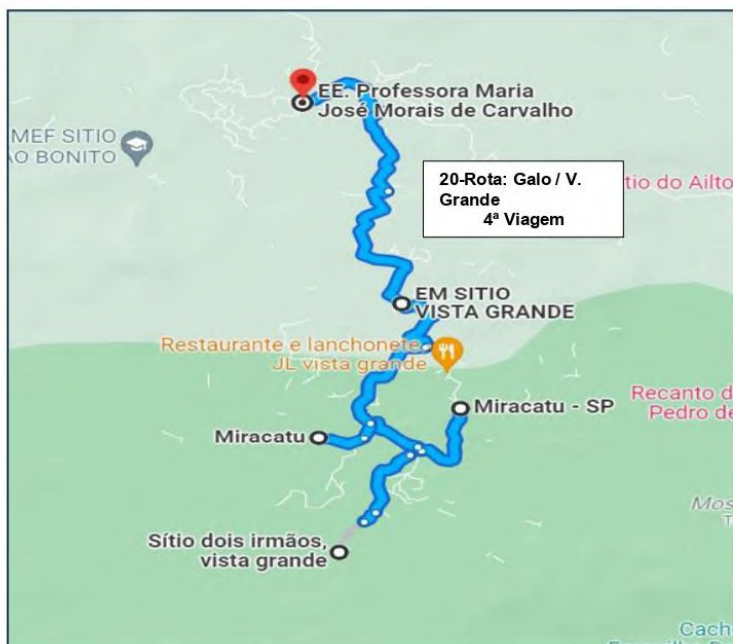 EE. Professora Maria
José Morais de Carvalho
MEF SITIO
ÃO BONITO
20-Rota: Galo / V.
Grande
4ª Viagem
tio do Ailto
EM SITIO
VISTA GRANDE
Restaurante e lanchonete
JL vista grande
Miracatu - SP
Recanto d
Pedro de
Miracatu
Mos
T
Sítio dois irmãos,
vista grande
Cach